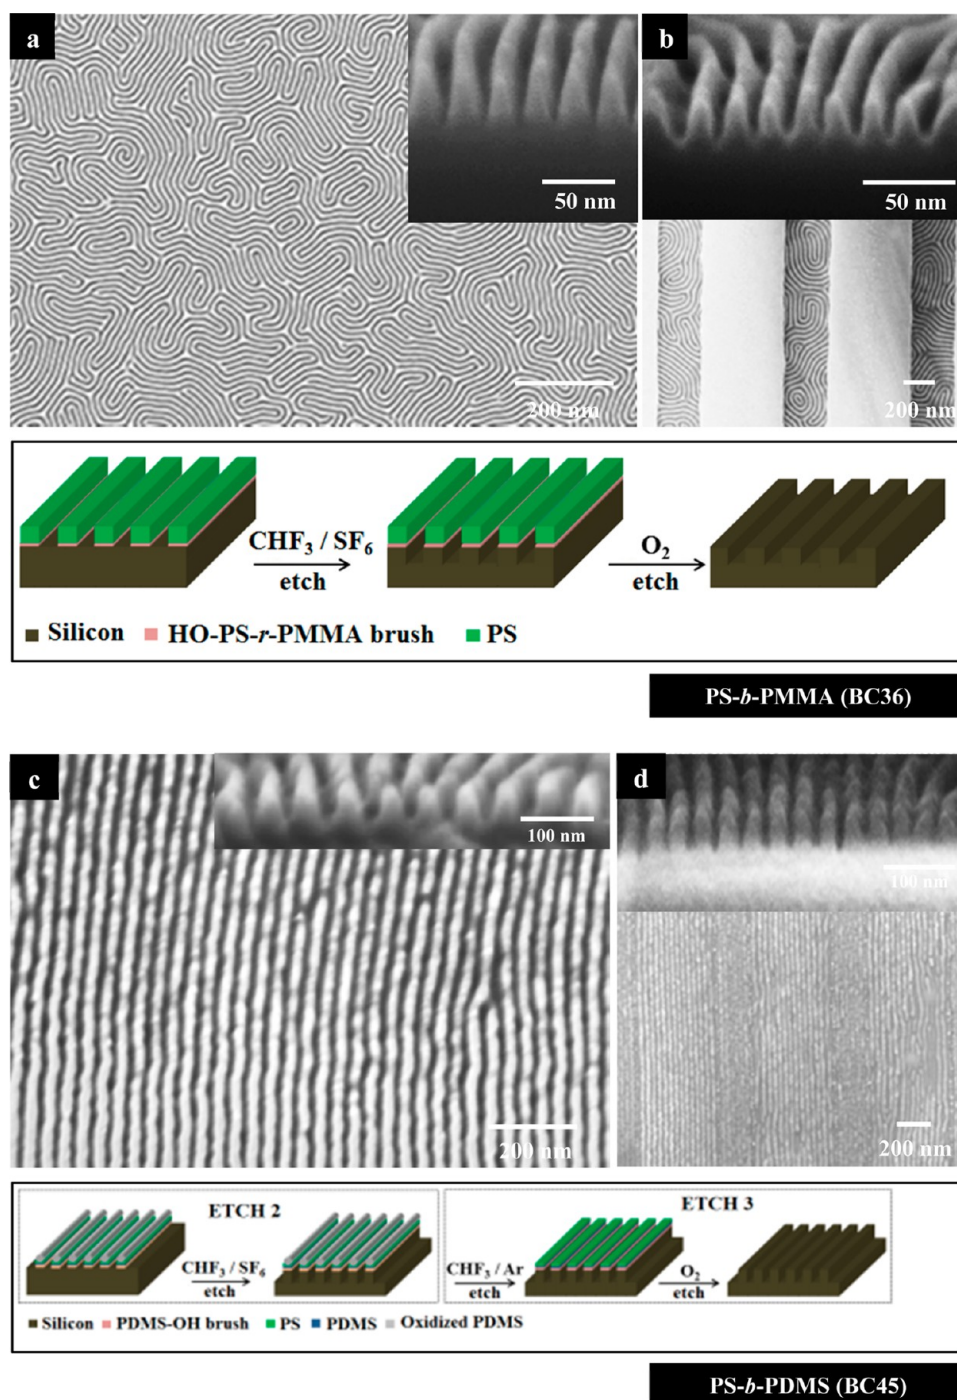 a
50 nm
200 nm
b
50 nm
200 nm
CHF3 / SF6
etch
O2
etch
Silicon HO-PS-r-PMMA brush PS
PS-b-PMMA (BC36)
c
100 nm
200 nm
d
100 nm
200 nm
ETCH 2
CHF3 / SF6
etch
ETCH 3
CHF3 / Ar
etch
O2
etch
Silicon PDMS-OH brush PS PDMS Oxidized PDMS
PS-b-PDMS (BC45)